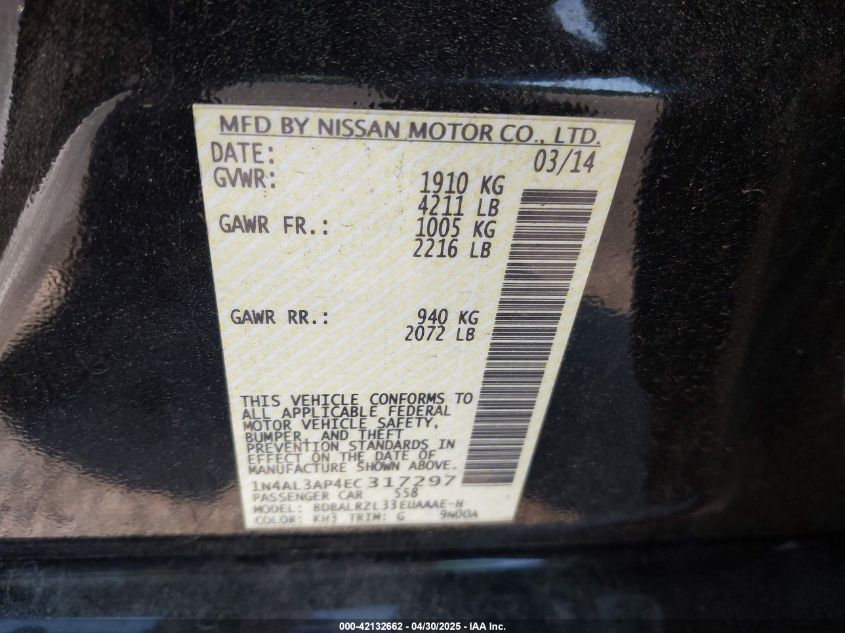 MFD BY NISSAN MOTOR CO., LTD.
DATE: 03/14
GVWR: 1910 KG
4211 LB
GAWR FR.: 1005 KG
2216 LB
GAWR RR.: 940 KG
2072 LB
THIS VEHICLE CONFORMS TO
ALL APPLICABLE FEDERAL
MOTOR VEHICLE SAFETY,
BUMPER, AND THEFT
PREVENTION STANDARDS IN
EFFECT ON THE DATE OF
MANUFACTURE SHOWN ABOVE.
1N4AL3AP4EC317297
PASSENGER CAR 558
MODEL: BDBALRZL33EUAAAE-H
COLOR: KH3 TRIM: G 9N00A
000-42132662 - 04/30/2025 - IAA Inc.